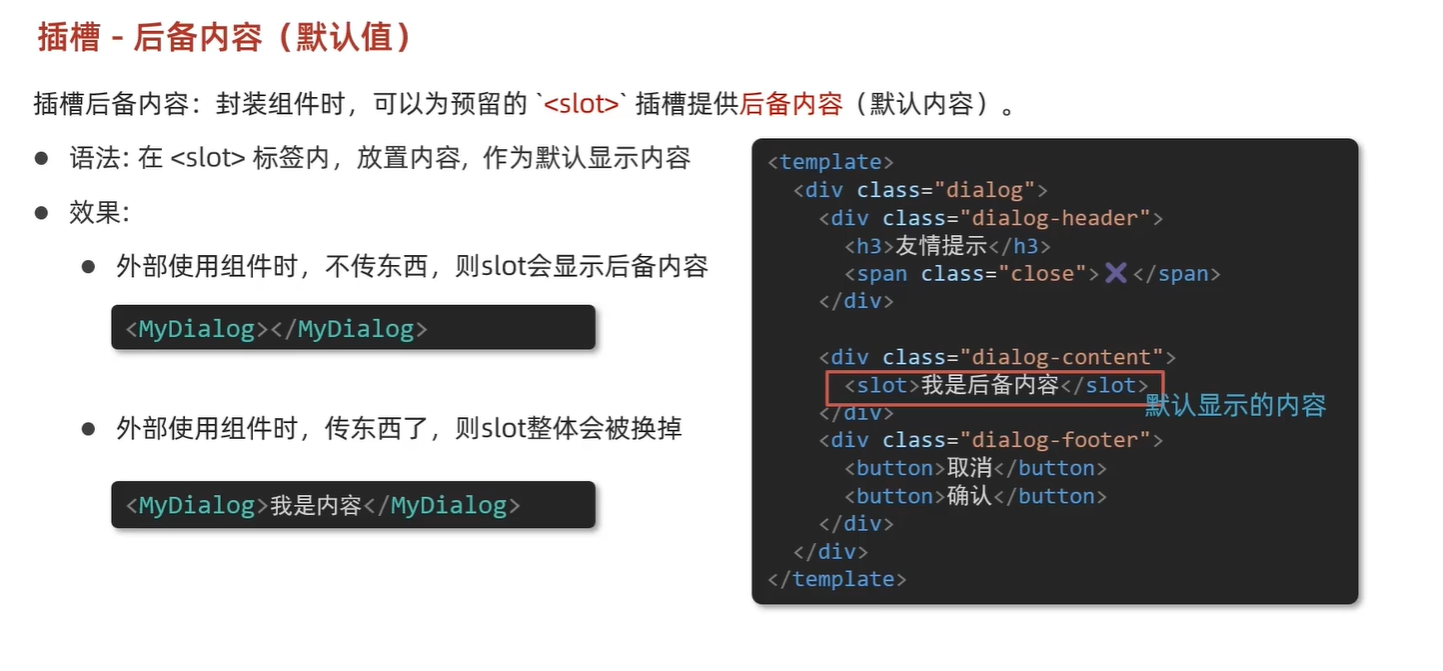 插槽 - 后备内容（默认值）
插槽后备内容：封装组件时，可以为预留的 `<slot>` 插槽提供后备内容（默认内容）。
● 语法: 在 <slot> 标签内，放置内容, 作为默认显示内容
● 效果:
● 外部使用组件时，不传东西，则slot会显示后备内容
<MyDialog></MyDialog>
● 外部使用组件时，传东西了，则slot整体会被换掉
<MyDialog>我是内容</MyDialog>
<template>
<div class="dialog">
<div class="dialog-header">
<h3>友情提示</h3>
<span class="close">✖️</span>
</div>
<div class="dialog-content">
<slot>我是后备内容</slot>
默认显示的内容
</div>
<div class="dialog-footer">
<button>取消</button>
<button>确认</button>
</div>
</div>
</template>